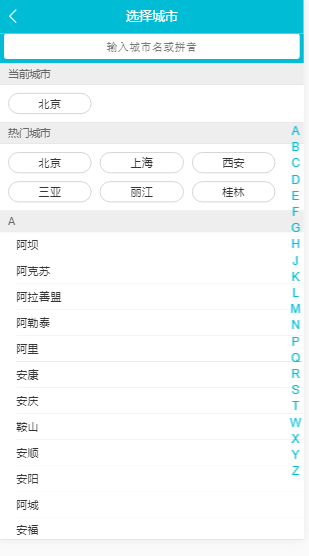 选择城市
输入城市名或拼音
当前城市
北京
热门城市
北京 上海 西安
三亚 丽江 桂林
A
阿坝
阿克苏
阿拉善盟
阿勒泰
阿里
安康
安庆
鞍山
安顺
安阳
阿城
安福
A
B
C
D
E
F
G
H
J
K
L
M
N
P
Q
R
S
T
W
X
Y
Z